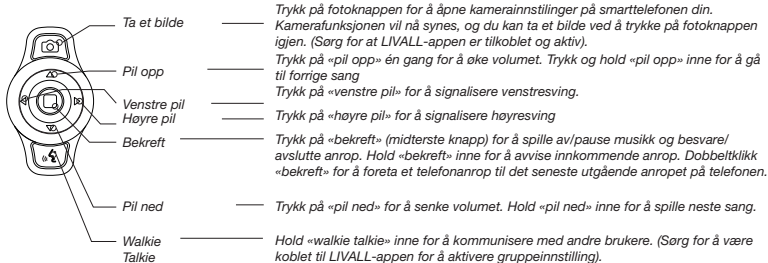 Ta et bilde
Trykk på fotoknappen for å åpne kamerainnstilinger på smarttelefonen din.
Kamerafunksjonen vil nå synes, og du kan ta et bilde ved å trykke på fotoknappen
igjen. (Sørg for at LIVALL-appen er tilkoblet og aktiv).
Pil opp
Trykk på «pil opp» én gang for å øke volumet. Trykk og hold «pil opp» inne for å gå
til forrige sang
Venstre pil
Trykk på «venstre pil» for å signalisere venstresving.
Høyre pil
Trykk på «høyre pil» for å signalisere høyresving
Bekreft
Trykk på «bekreft» (midterste knapp) for å spille av/pause musikk og besvare/
avslutte anrop. Hold «bekreft» inne for å avvise innkommende anrop. Dobbeltklikk
«bekreft» for å foreta et telefonanrop til det seneste utgående anropet på telefonen.
Pil ned
Trykk på «pil ned» for å senke volumet. Hold «pil ned» inne for å spille neste sang.
Walkie
Talkie
Hold «walkie talkie» inne for å kommunisere med andre brukere. (Sørg for å være
koblet til LIVALL-appen for å aktivere gruppeinnstilling).